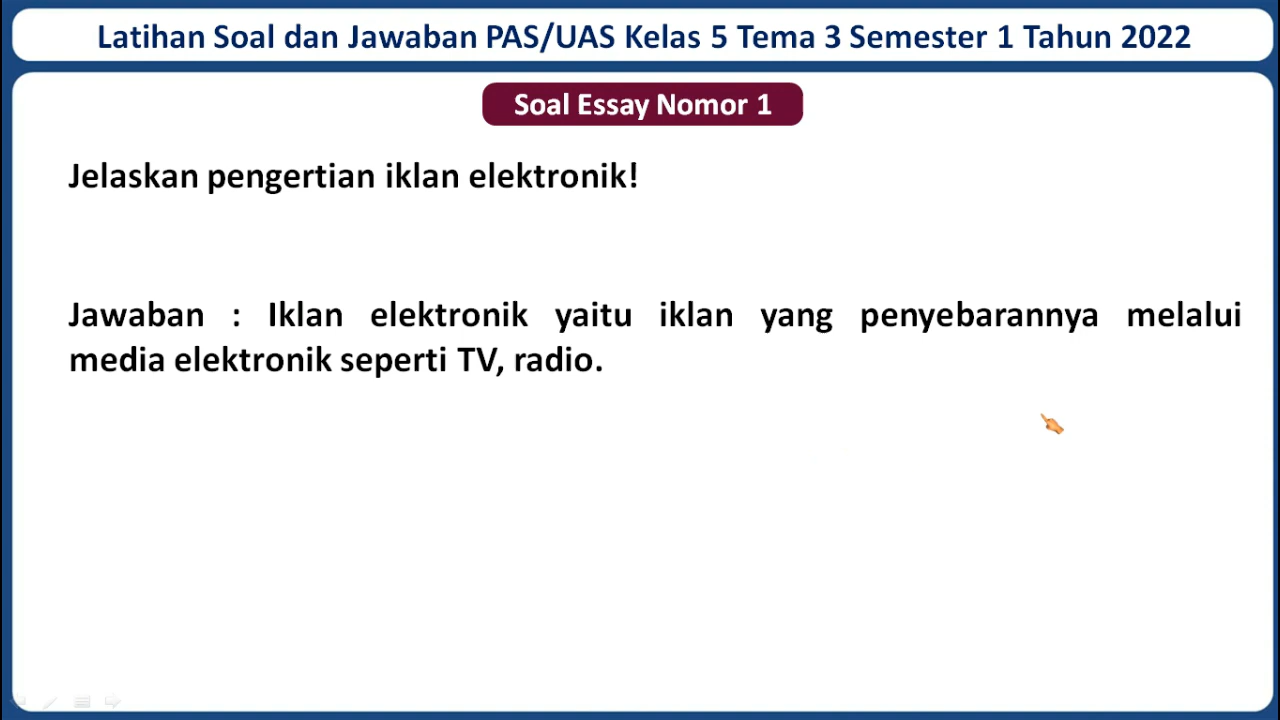 Latihan Soal dan Jawaban PAS/UAS Kelas 5 Tema 3 Semester 1 Tahun 2022
Soal Essay Nomor 1
Jelaskan pengertian iklan elektronik!
Jawaban : Iklan elektronik yaitu iklan yang penyebarannya melalui
media elektronik seperti TV, radio.